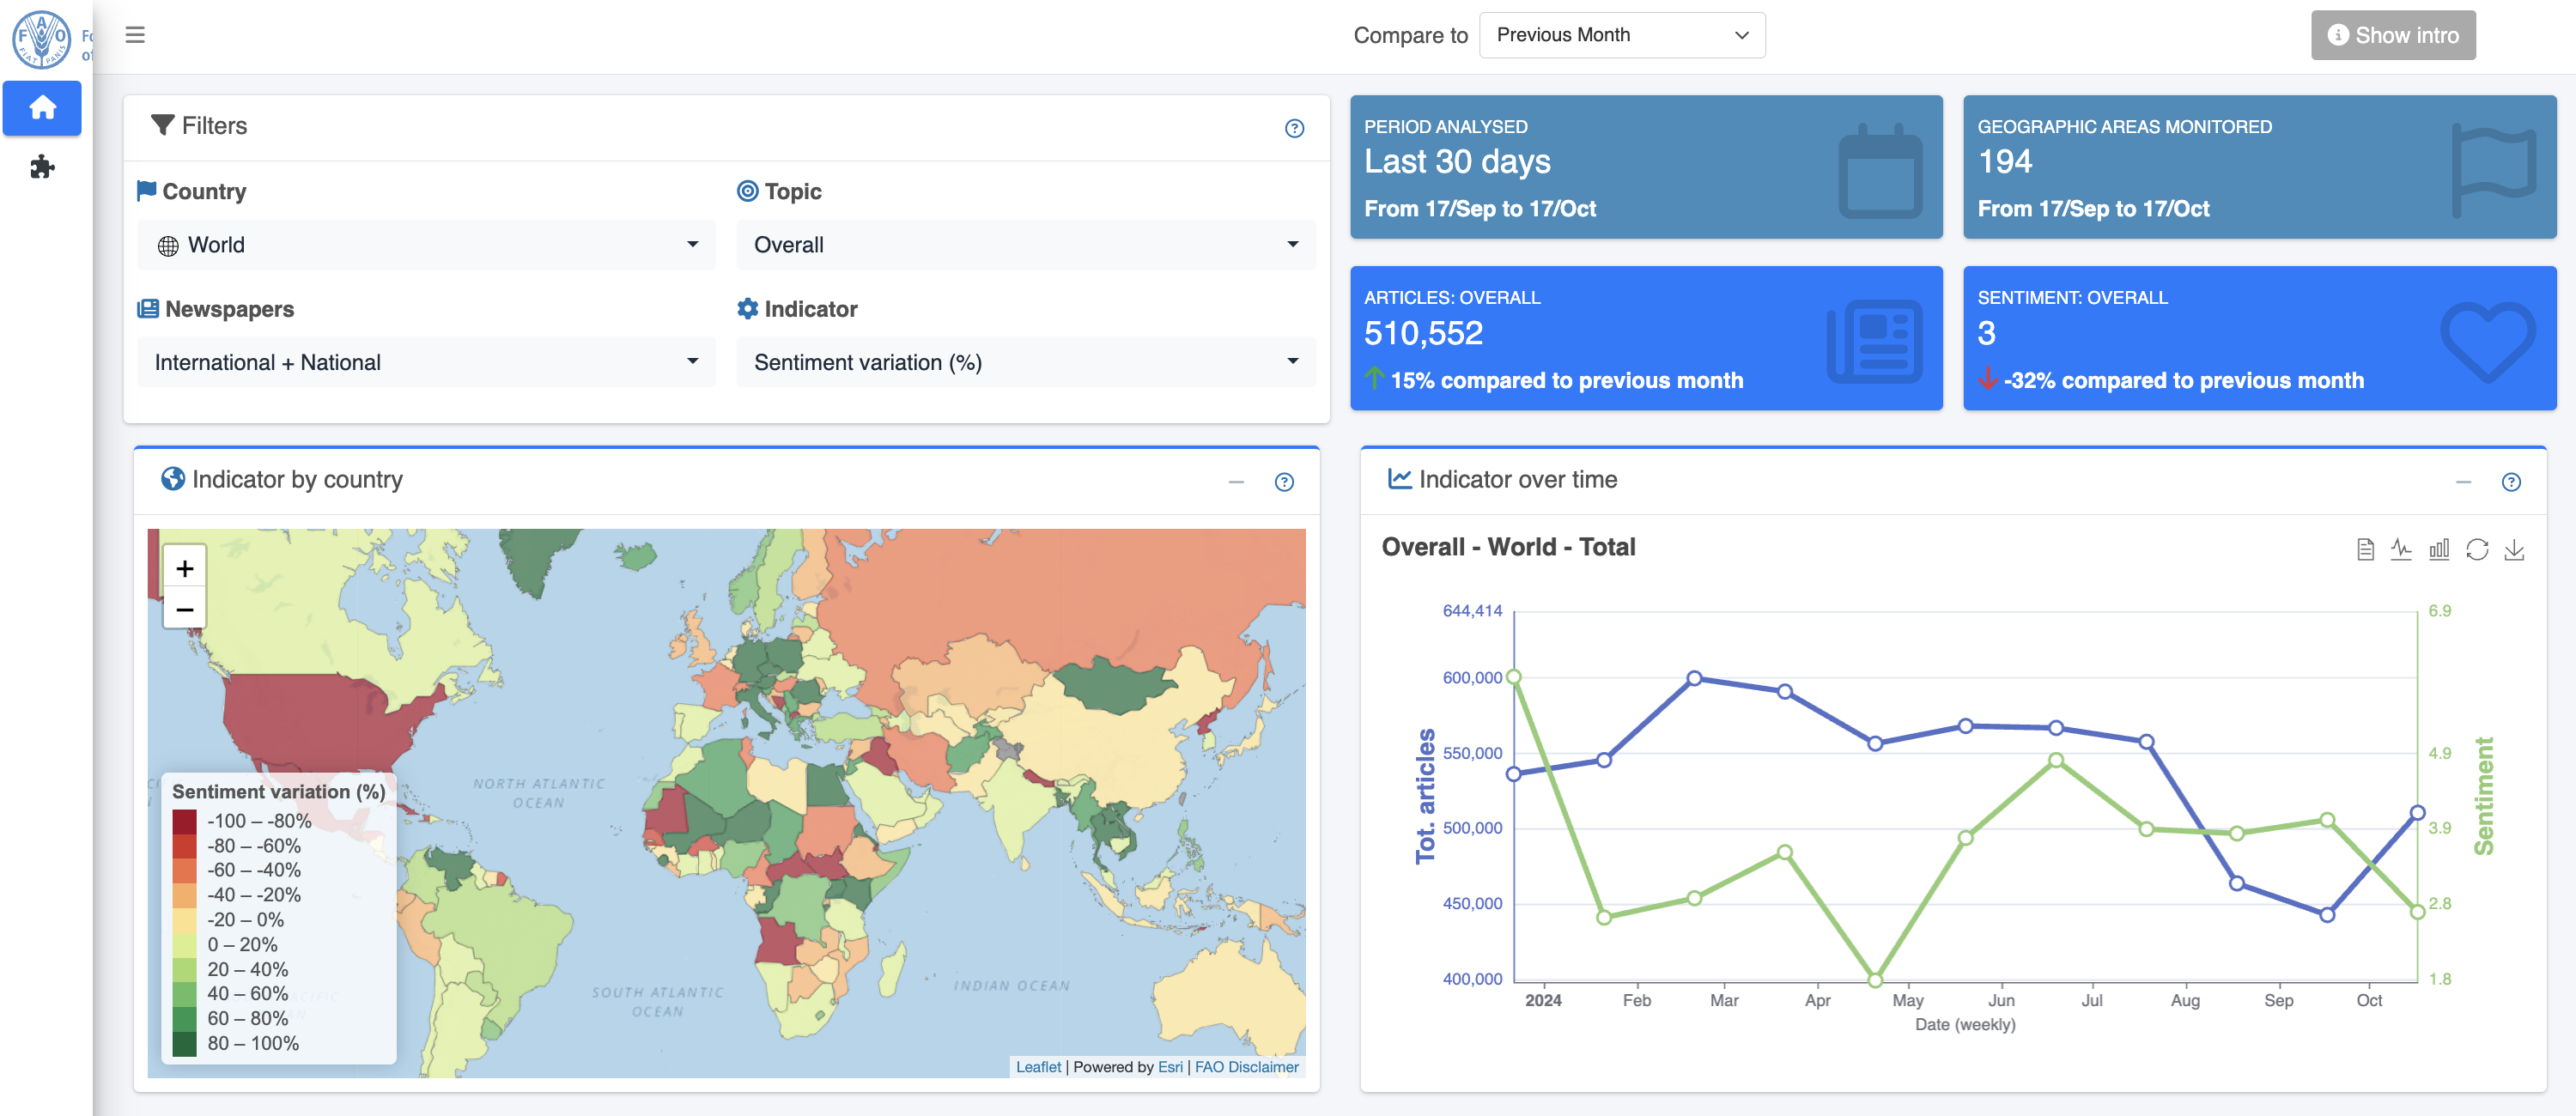 FAO
FIAT PANIS
Fo
of
Compare to
Previous Month
Show intro
Filters
Country
World
Topic
Overall
Newspapers
International + National
Indicator
Sentiment variation (%)
PERIOD ANALYSED
Last 30 days
From 17/Sep to 17/Oct
GEOGRAPHIC AREAS MONITORED
194
From 17/Sep to 17/Oct
ARTICLES: OVERALL
510,552
15% compared to previous month
SENTIMENT: OVERALL
3
-32% compared to previous month
Indicator by country
+
−
NORTH ATLANTIC
OCEAN
SOUTH ATLANTIC
OCEAN
INDIAN OCEAN
Sentiment variation (%)
-100 – -80%
-80 – -60%
-60 – -40%
-40 – -20%
-20 – 0%
0 – 20%
20 – 40%
40 – 60%
60 – 80%
80 – 100%
Leaflet | Powered by Esri | FAO Disclaimer
Indicator over time
Overall - World - Total
644,414
600,000
550,000
500,000
450,000
400,000
Tot. articles
6.9
4.9
3.9
2.8
1.8
Sentiment
2024 Feb Mar Apr May Jun Jul Aug Sep Oct
Date (weekly)